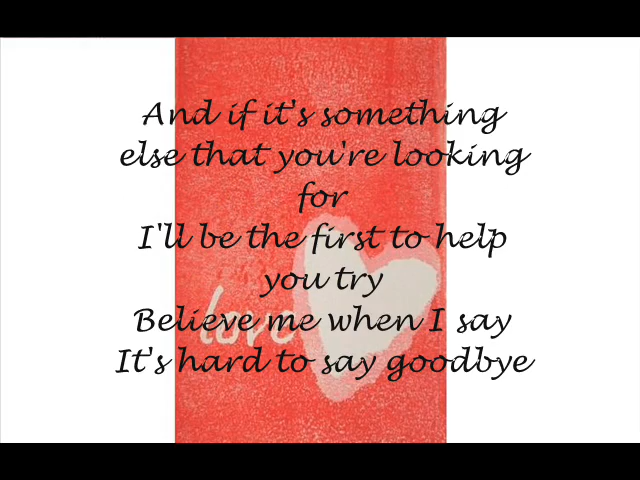 And if it's something
else that you're looking
for
I'll be the first to help
you try
Believe me when I say
It's hard to say goodbye
love